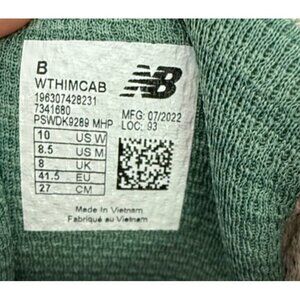 B
WTHIMCAB
196307428231
7341680
PSWDK9289 MHP
NB
MFG: 07/2022
LOC: 93
10 US W
8.5 US M
8 UK
41.5 EU
27 CM
Made in Vietnam
Fabriqué au Vietnam